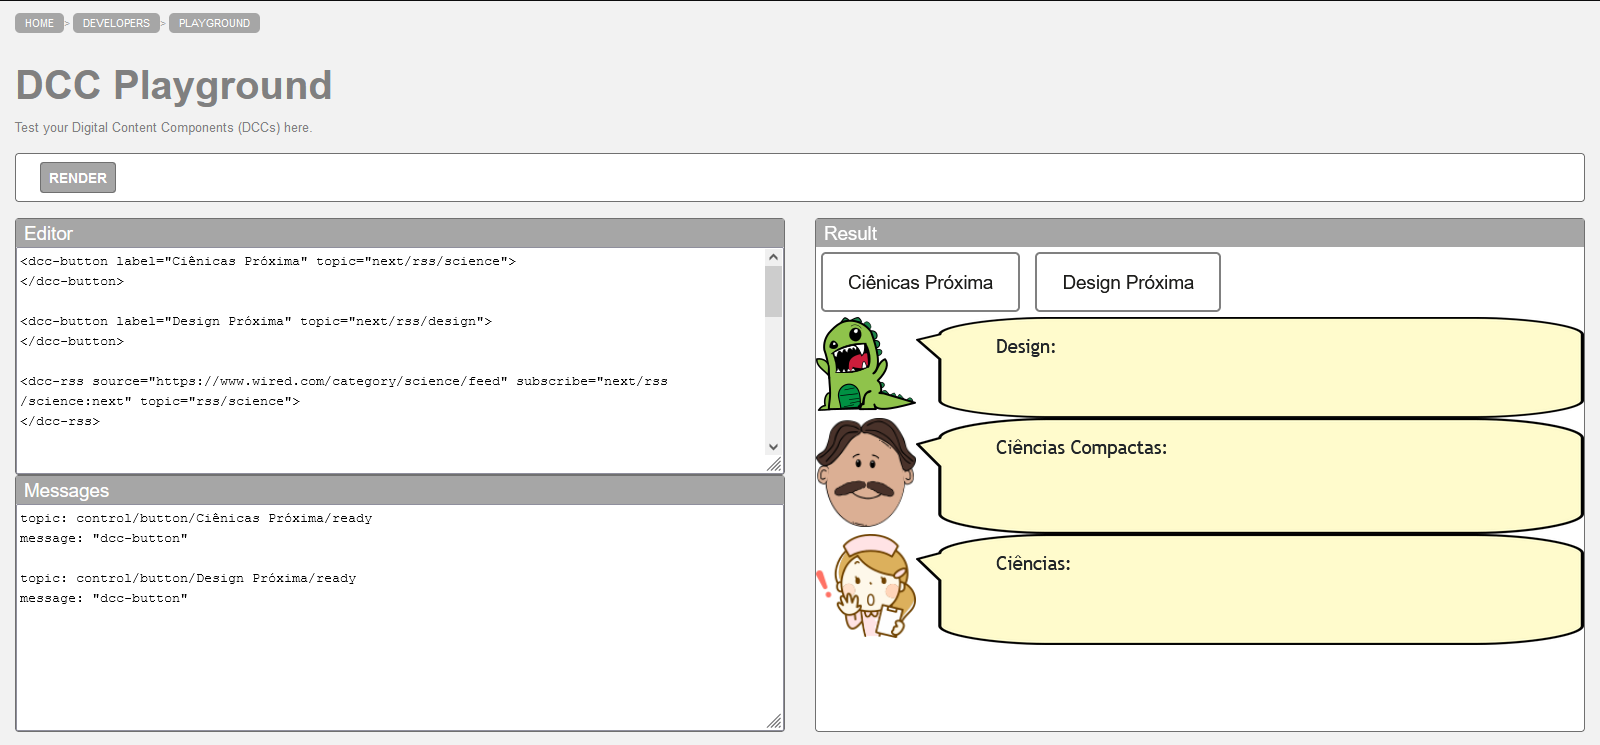 HOME > DEVELOPERS > PLAYGROUND
DCC Playground
Test your Digital Content Components (DCCs) here.
RENDER
Editor
<dcc-button label="Ciênicas Próxima" topic="next/rss/science">
</dcc-button>
<dcc-button label="Design Próxima" topic="next/rss/design">
</dcc-button>
<dcc-rss source="https://www.wired.com/category/science/feed" subscribe="next/rss
/science:next" topic="rss/science">
</dcc-rss>
Messages
topic: control/button/Ciênicas Próxima/ready
message: "dcc-button"
topic: control/button/Design Próxima/ready
message: "dcc-button"
Result
Ciênicas Próxima
Design Próxima
Design:
Ciências Compactas:
Ciências: